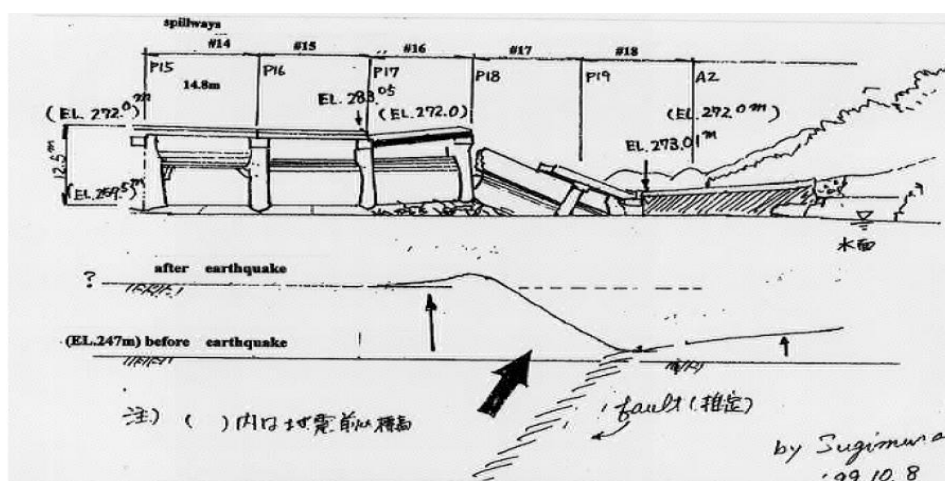 spillways
#14 #15 #16 #17 #18
P15 P16 P17 P18 P19 A2
14.8m
EL.283.05
(EL.272.0m) (EL.272.0) (EL.272.0m)
EL.273.01m
12.5m
(EL.259.5m)
水面
after earthquake
?
(EL.247m) before earthquake
注) ( )内は地震前の標高
fault (推定)
by Sugimura
'99.10.8